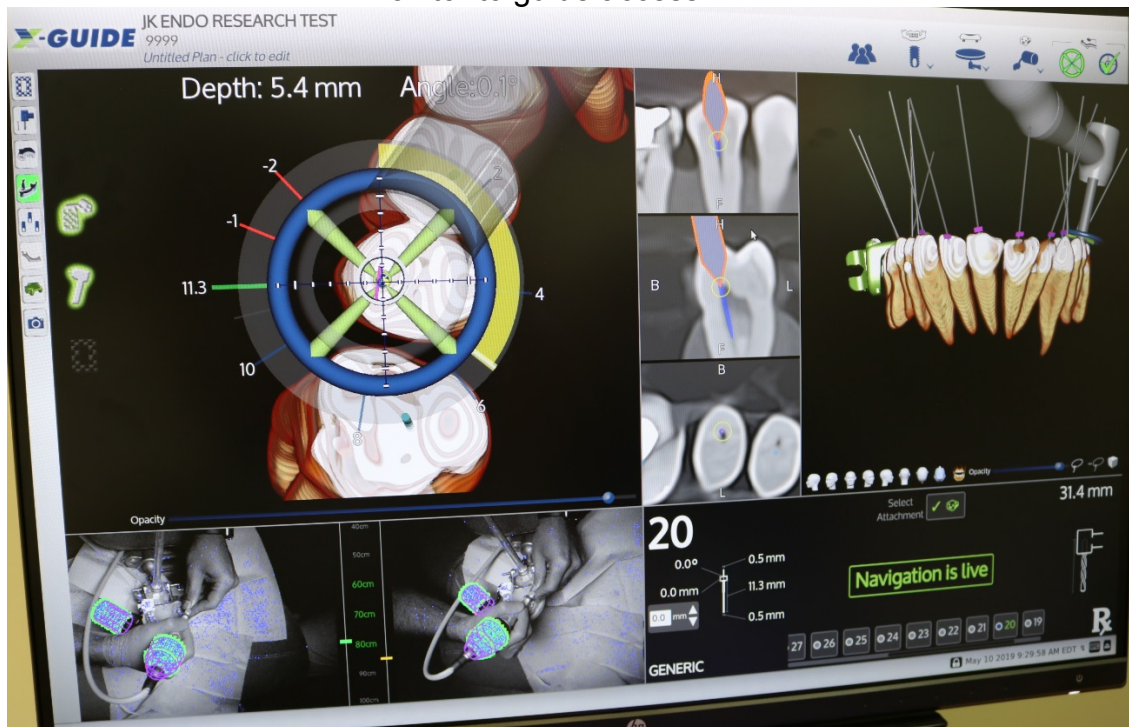 X-GUIDE
JK ENDO RESEARCH TEST
9999
Untitled Plan - click to edit
Depth: 5.4 mm Angle:0.1°
-2
2
-1
11.3
4
10
6
8
Opacity
H
F
H
B L
F
B
L
Opacity
31.4 mm
Select
Attachment
40cm
50cm
60cm
70cm
80cm
90cm
100cm
20
0.0°
0.0 mm
0.0 mm
0.5 mm
11.3 mm
0.5 mm
GENERIC
Navigation is live
27 26 25 24 23 22 21 20 19
Rx
May 10 2019 9:29:58 AM EDT
hp